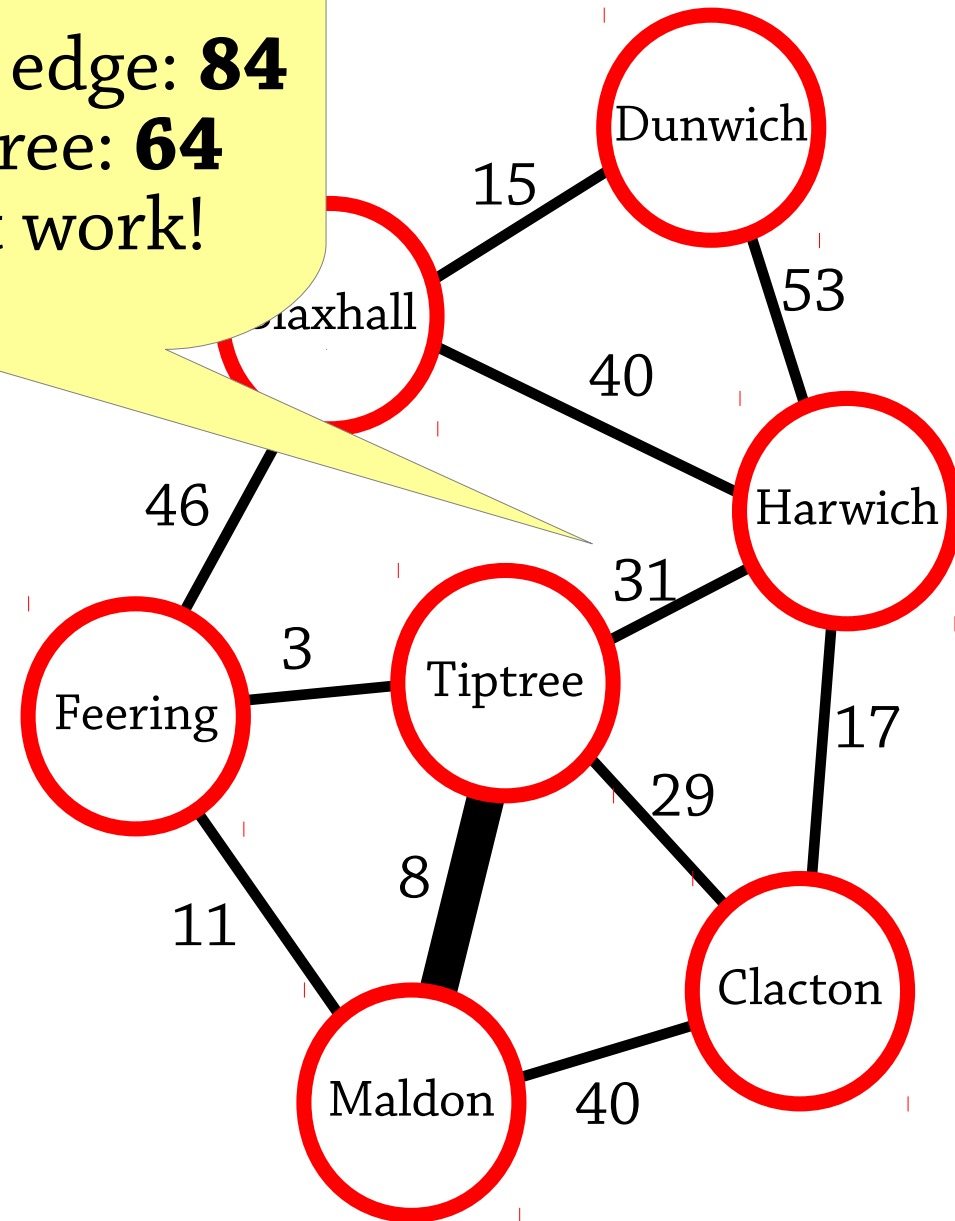 edge: 84
ree: 64
t work!
Dunwich
15
53
laxhall
40
46
Harwich
31
3
Tiptree
Feering
17
29
8
11
Clacton
Maldon
40